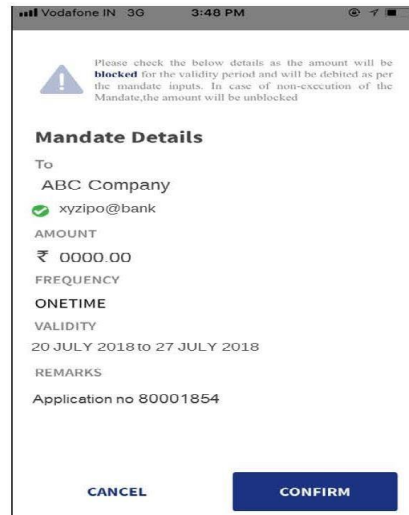 Vodafone IN 3G 3:48 PM
Please check the below details as the amount will be
blocked for the validity period and will be debited as per
the mandate inputs. In case of non-execution of the
Mandate,the amount will be unblocked
Mandate Details
To
ABC Company
xyzipo@bank
AMOUNT
₹ 0000.00
FREQUENCY
ONETIME
VALIDITY
20 JULY 2018 to 27 JULY 2018
REMARKS
Application no 80001854
CANCEL CONFIRM